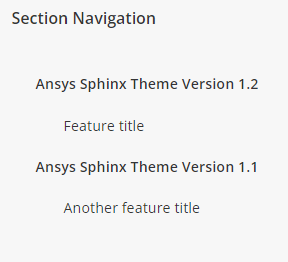 Section Navigation
Ansys Sphinx Theme Version 1.2
Feature title
Ansys Sphinx Theme Version 1.1
Another feature title